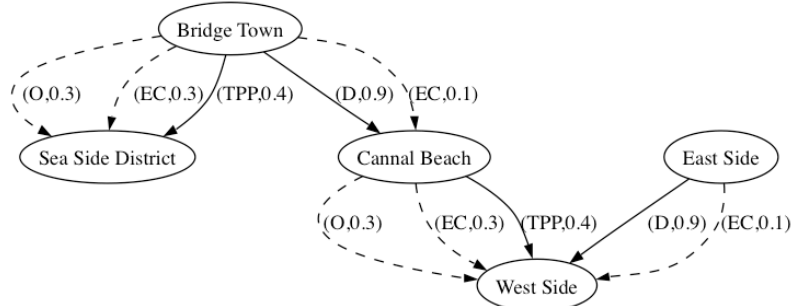 Bridge Town
(O,0.3)
(EC,0.3)
(TPP,0.4)
(D,0.9)
(EC,0.1)
Sea Side District
Cannal Beach
East Side
(O,0.3)
(EC,0.3)
(TPP,0.4)
(D,0.9)
(EC,0.1)
West Side